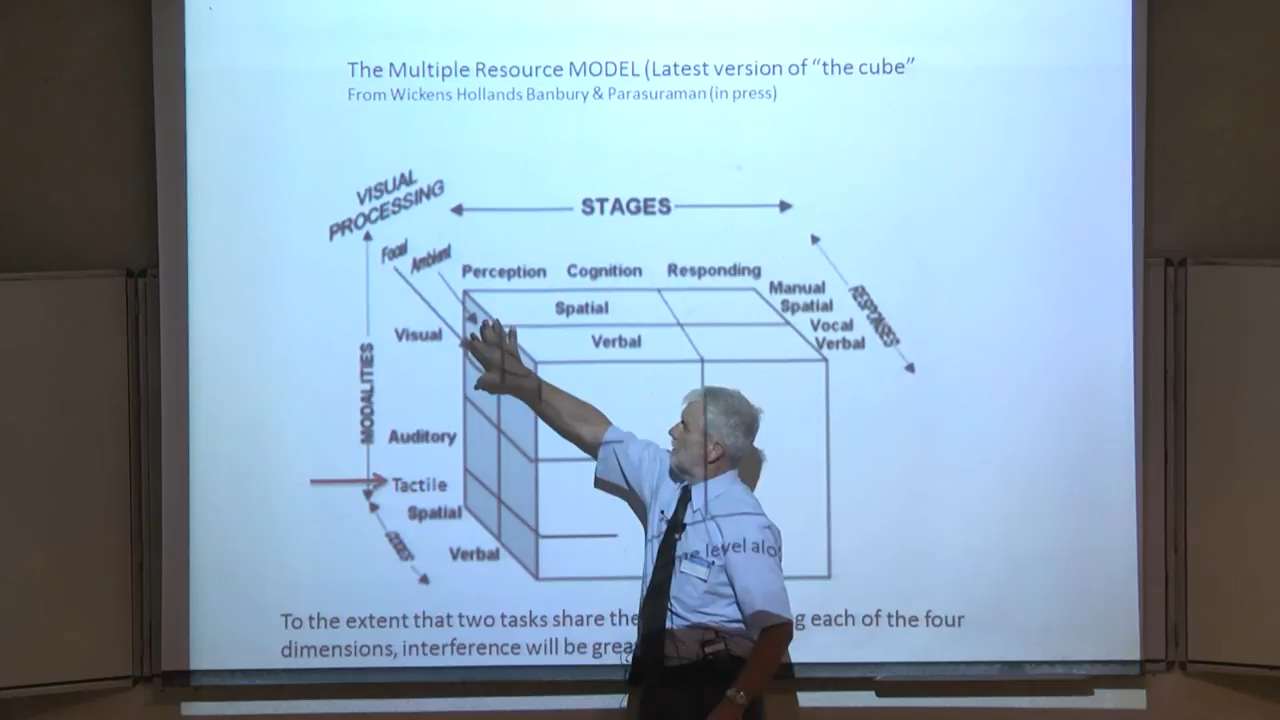 The Multiple Resource MODEL (Latest version of “the cube”
From Wickens Hollands Banbury & Parasuraman (in press)
VISUAL
PROCESSING
STAGES
Focal
Ambient
Perception Cognition Responding
Manual
Spatial
Spatial
Vocal
Verbal
Verbal
RESPONSES
Visual
MODALITIES
Auditory
Tactile
Spatial
CODES
Verbal
To the extent that two tasks share the level alo g each of the four
dimensions, interference will be grea